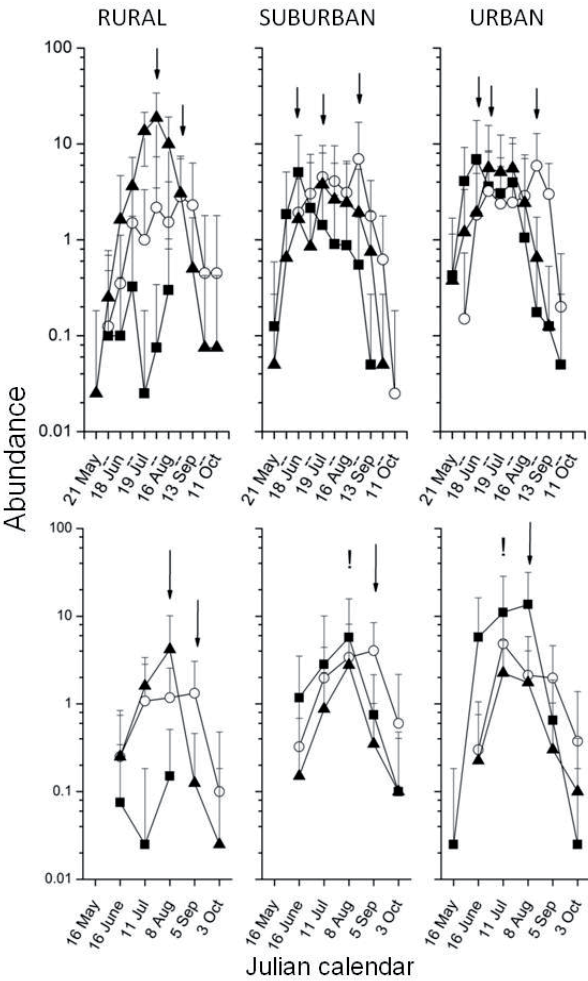 RURAL SUBURBAN URBAN
100
10
1
0.1
0.01
21 May 18 Jun 19 Jul 16 Aug 13 Sep 11 Oct 21 May 18 Jun 19 Jul 16 Aug 13 Sep 11 Oct 21 May 18 Jun 19 Jul 16 Aug 13 Sep 11 Oct
Abundance
100
! !
10
1
0.1
0.01
16 May 16 June 11 Jul 8 Aug 5 Sep 3 Oct 16 May 16 June 11 Jul 8 Aug 5 Sep 3 Oct 16 May 16 June 11 Jul 8 Aug 5 Sep 3 Oct
Julian calendar